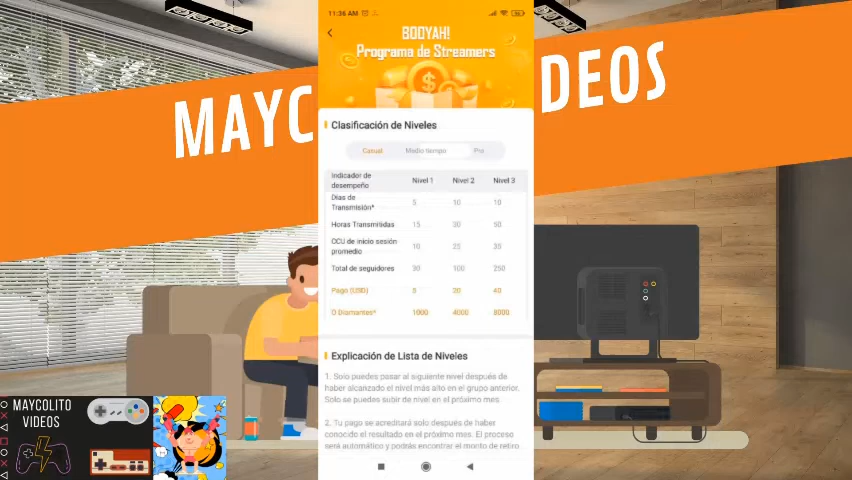 MAYC
DEOS
11:36 AM
BOOYAH!
Programa de Streamers
Clasificación de Niveles
Casual Medio tiempo Pro
Indicador de desempeño Nivel 1 Nivel 2 Nivel 3
Días de Transmisión* 5 10 10
Horas Transmitidas 15 30 50
OCU de inicio sesión promedio 10 25 35
Total de seguidores 30 100 250
Pago (USD) 20 40
O Diamantes* 1000 4000 8000
Explicación de Lista de Niveles
1. Solo puedes pasar al siguiente nivel después de
haber alcanzado el nivel más alto en el grupo anterior.
Solo se puedes subir de nivel en el próximo mes
2. Tu pago se acreditará solo después de haber
conocido el resultado en el próximo mes. El proceso
será automático y podrás encontrar el monto de retiro
MAYCOLITO
VIDEOS